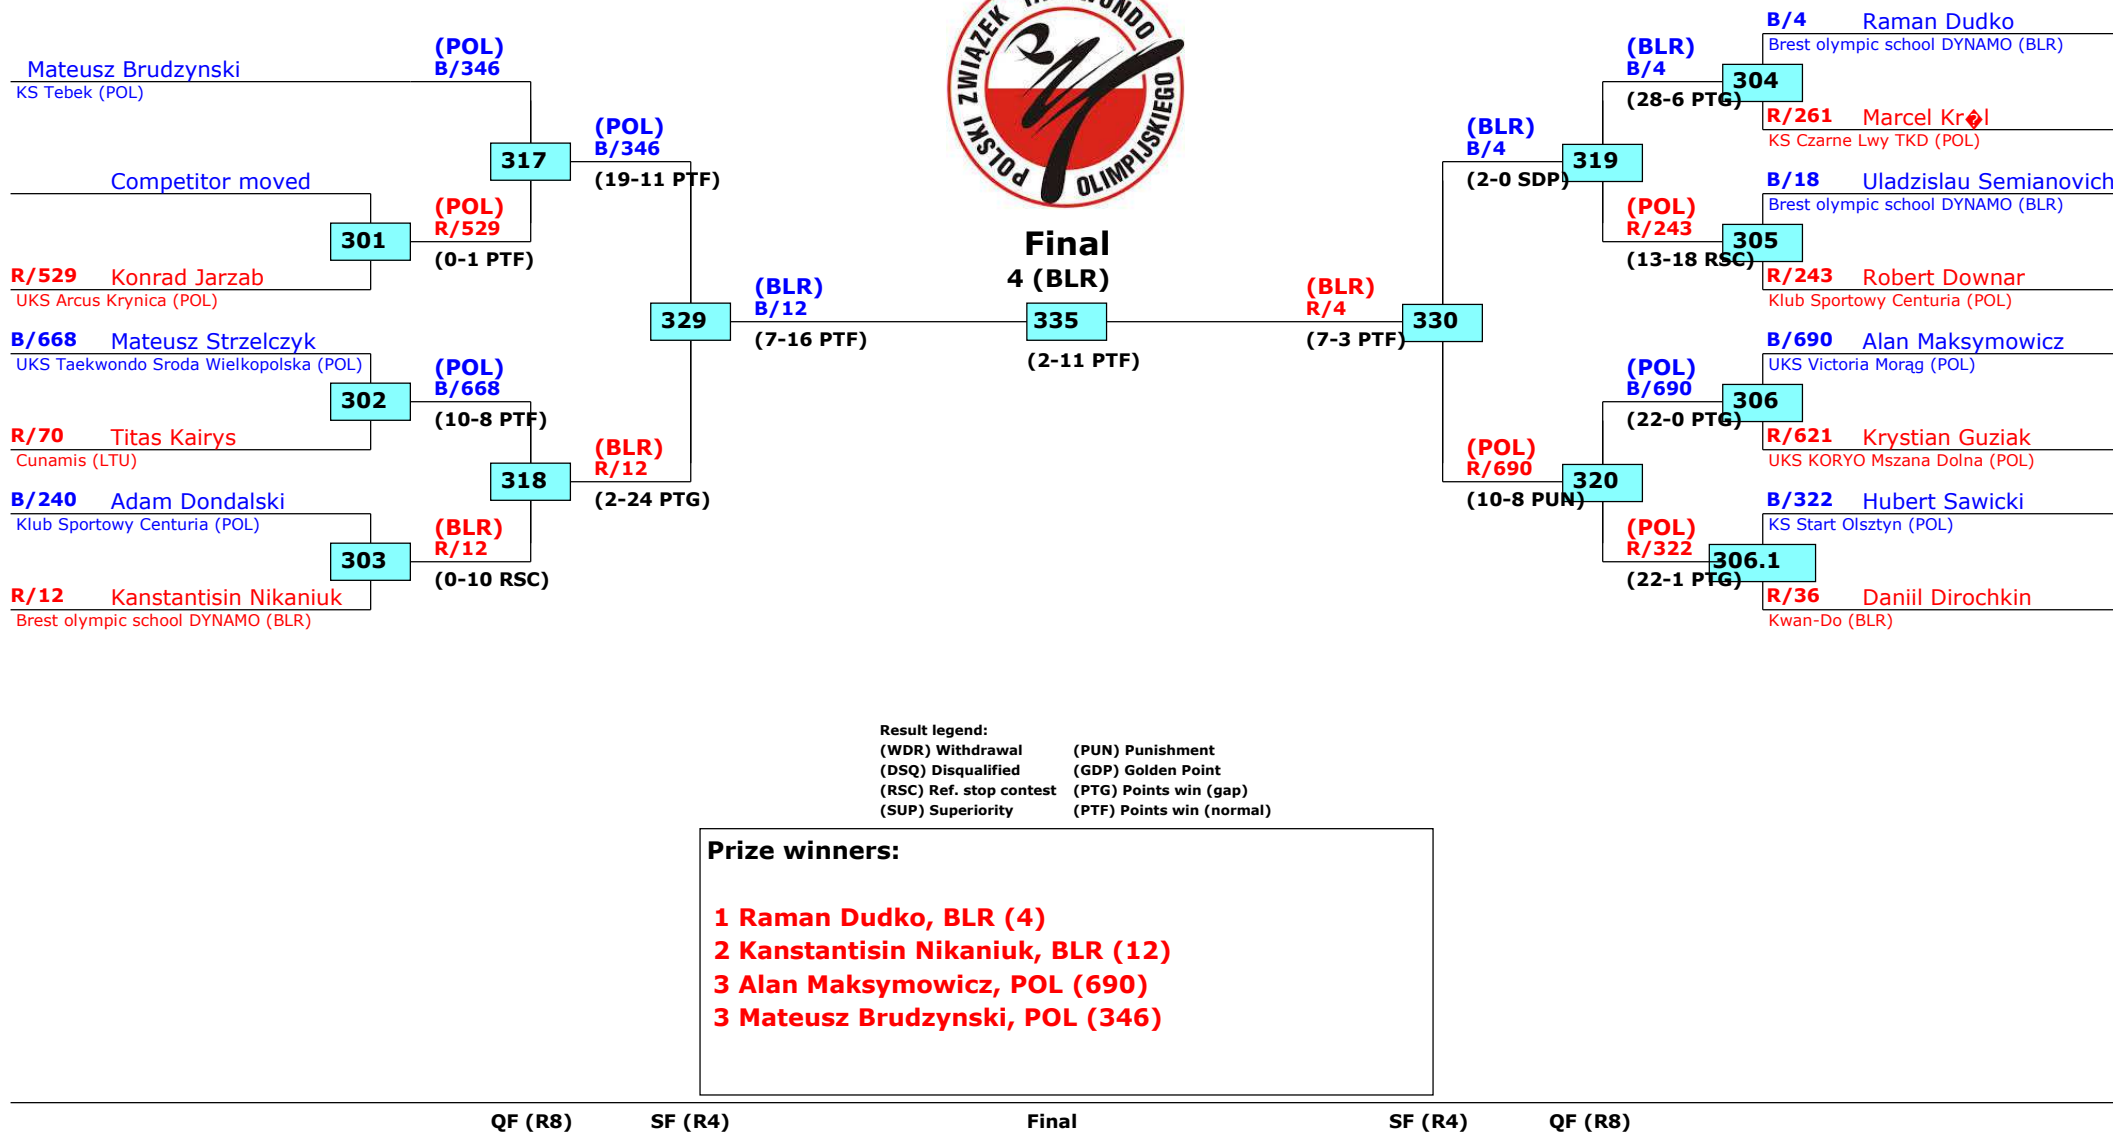 POLSKI ZWIĄZEK TAEKWONDO OLIMPIJSKIEGO
Mateusz Brudzynski
KS Tebek (POL)
(POL)
B/346
317
(POL)
B/346
(19-11 PTF)
Competitor moved
301
(POL)
R/529
(0-1 PTF)
R/529 Konrad Jarzab
UKS Arcus Krynica (POL)
329
(BLR)
B/12
(7-16 PTF)
B/668 Mateusz Strzelczyk
UKS Taekwondo Sroda Wielkopolska (POL)
302
(POL)
B/668
(10-8 PTF)
R/70 Titas Kairys
Cunamis (LTU)
318
(BLR)
R/12
(2-24 PTG)
B/240 Adam Dondalski
Klub Sportowy Centuria (POL)
303
(BLR)
R/12
(0-10 RSC)
R/12 Kanstantisin Nikaniuk
Brest olympic school DYNAMO (BLR)
Final
4 (BLR)
335
(2-11 PTF)
(BLR)
R/4
(7-3 PTF)
330
(BLR)
B/4
(2-0 SDP)
319
(BLR)
B/4
(28-6 PTG)
304
B/4 Raman Dudko
Brest olympic school DYNAMO (BLR)
R/261 Marcel Kr�l
KS Czarne Lwy TKD (POL)
B/18 Uladzislau Semianovich
Brest olympic school DYNAMO (BLR)
(POL)
R/243
(13-18 RSC)
305
R/243 Robert Downar
Klub Sportowy Centuria (POL)
B/690 Alan Maksymowicz
UKS Victoria Morąg (POL)
(POL)
B/690
(22-0 PTG)
306
R/621 Krystian Guziak
UKS KORYO Mszana Dolna (POL)
(POL)
R/690
(10-8 PUN)
320
B/322 Hubert Sawicki
KS Start Olsztyn (POL)
(POL)
R/322
(22-1 PTG)
306.1
R/36 Daniil Dirochkin
Kwan-Do (BLR)
Result legend:
(WDR) Withdrawal (PUN) Punishment
(DSQ) Disqualified (GDP) Golden Point
(RSC) Ref. stop contest (PTG) Points win (gap)
(SUP) Superiority (PTF) Points win (normal)
Prize winners:
1 Raman Dudko, BLR (4)
2 Kanstantisin Nikaniuk, BLR (12)
3 Alan Maksymowicz, POL (690)
3 Mateusz Brudzynski, POL (346)
QF (R8) SF (R4) Final SF (R4) QF (R8)